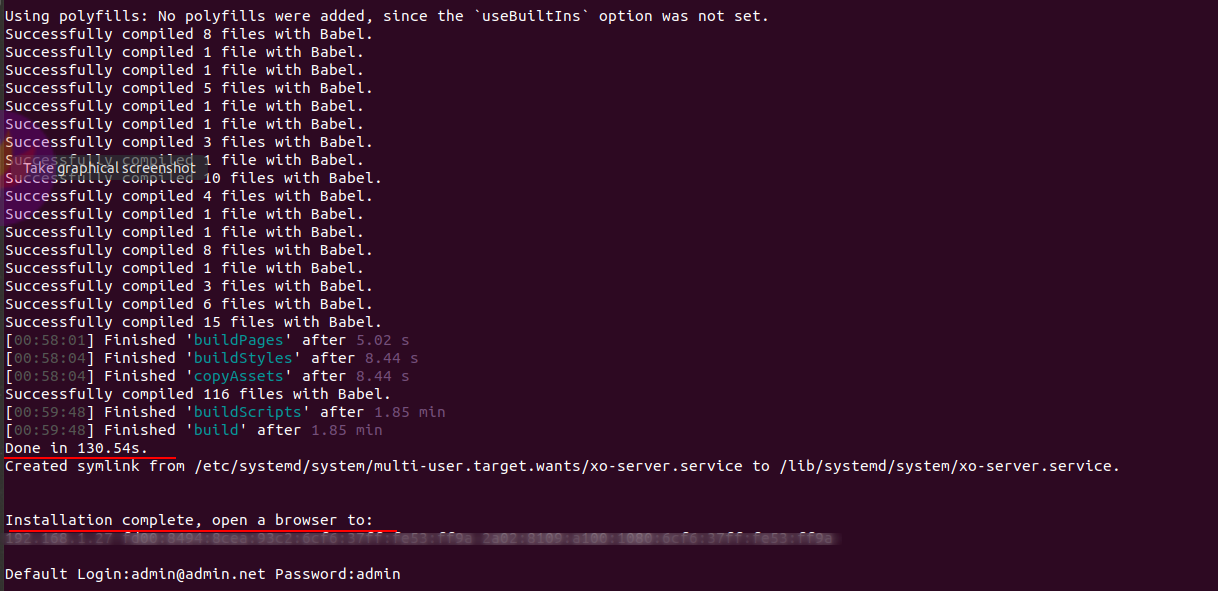 Using polyfills: No polyfills were added, since the `useBuiltIns` option was not set.
Successfully compiled 8 files with Babel.
Successfully compiled 1 file with Babel.
Successfully compiled 1 file with Babel.
Successfully compiled 5 files with Babel.
Successfully compiled 1 file with Babel.
Successfully compiled 1 file with Babel.
Successfully compiled 3 files with Babel.
Successfully compiled 1 file with Babel.
Take graphical screenshot
Successfully compiled 10 files with Babel.
Successfully compiled 4 files with Babel.
Successfully compiled 1 file with Babel.
Successfully compiled 1 file with Babel.
Successfully compiled 8 files with Babel.
Successfully compiled 1 file with Babel.
Successfully compiled 3 files with Babel.
Successfully compiled 6 files with Babel.
Successfully compiled 15 files with Babel.
[00:58:01] Finished 'buildPages' after 5.02 s
[00:58:04] Finished 'buildStyles' after 8.44 s
[00:58:04] Finished 'copyAssets' after 8.44 s
Successfully compiled 116 files with Babel.
[00:59:48] Finished 'buildScripts' after 1.85 min
[00:59:48] Finished 'build' after 1.85 min
Done in 130.54s.
Created symlink from /etc/systemd/system/multi-user.target.wants/xo-server.service to /lib/systemd/system/xo-server.service.
Installation complete, open a browser to:
Default Login:admin@admin.net Password:admin